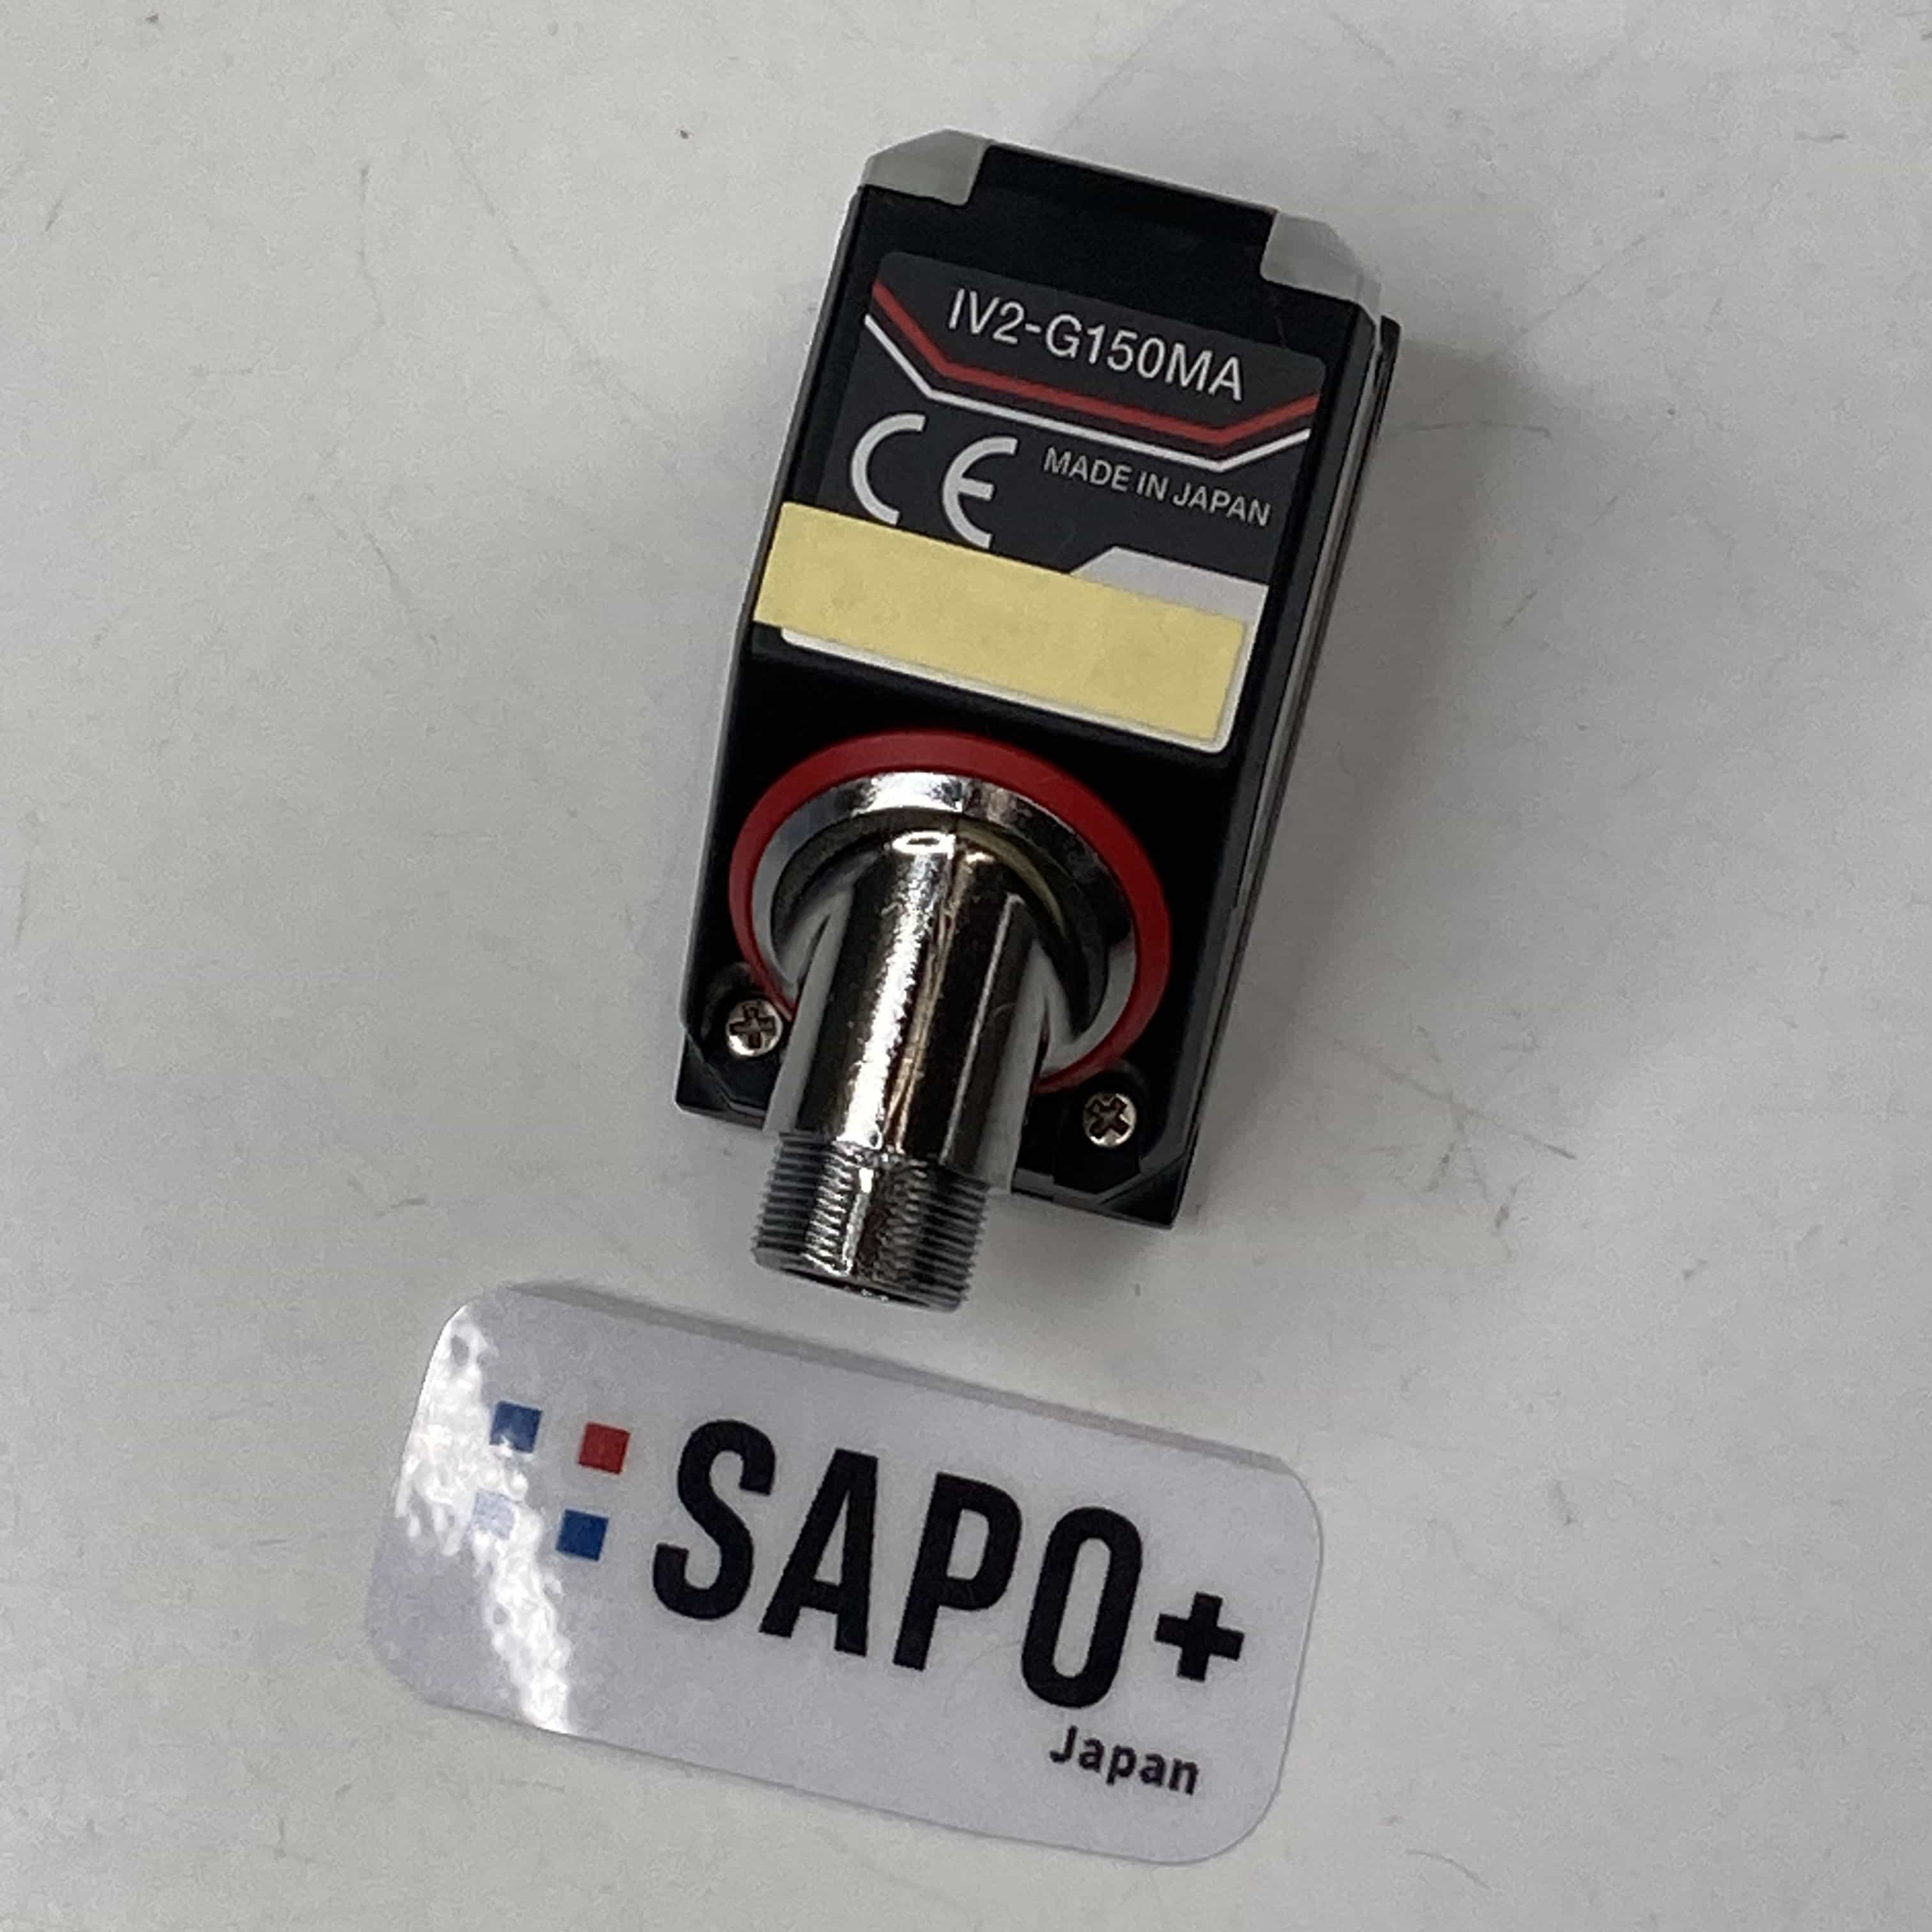 IV2-G150MA
CE MADE IN JAPAN
SAPO+
Japan